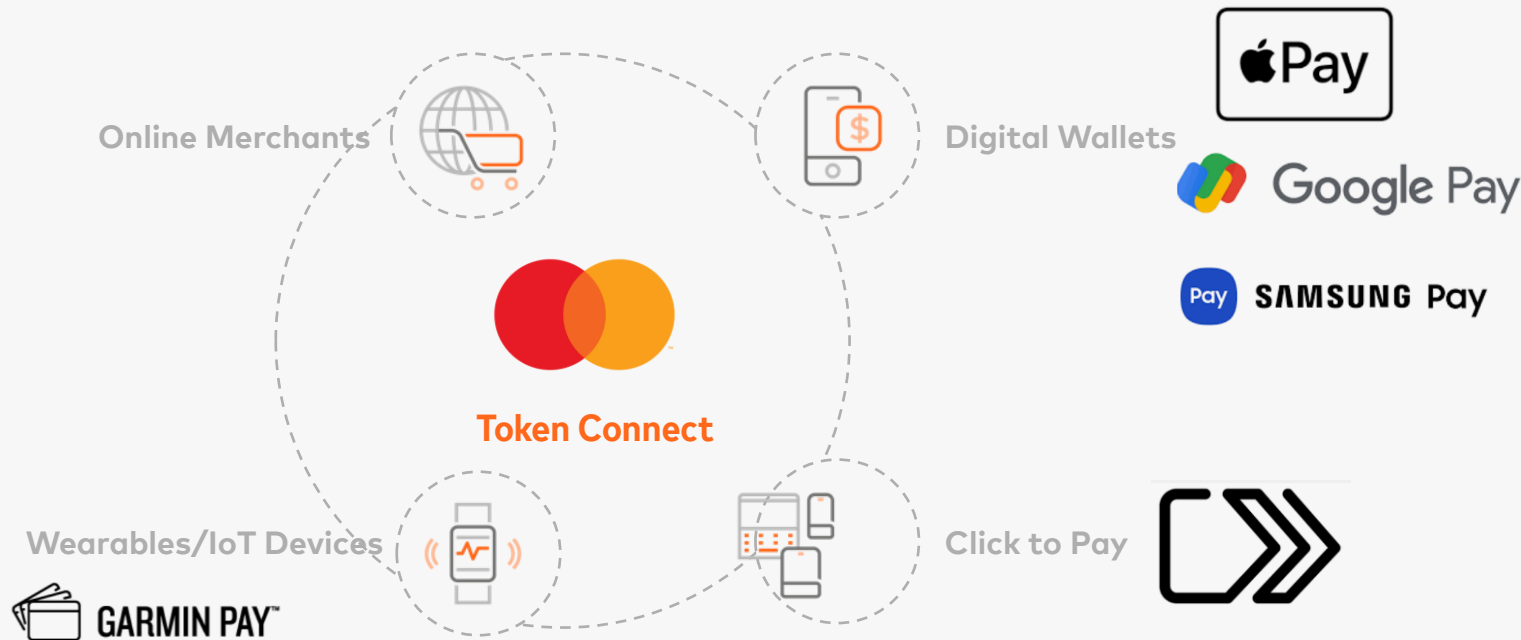 Pay
Online Merchants
Digital Wallets
$
Google Pay
Pay SAMSUNG Pay
Token Connect
Wearables/IoT Devices
Click to Pay
GARMIN PAY™